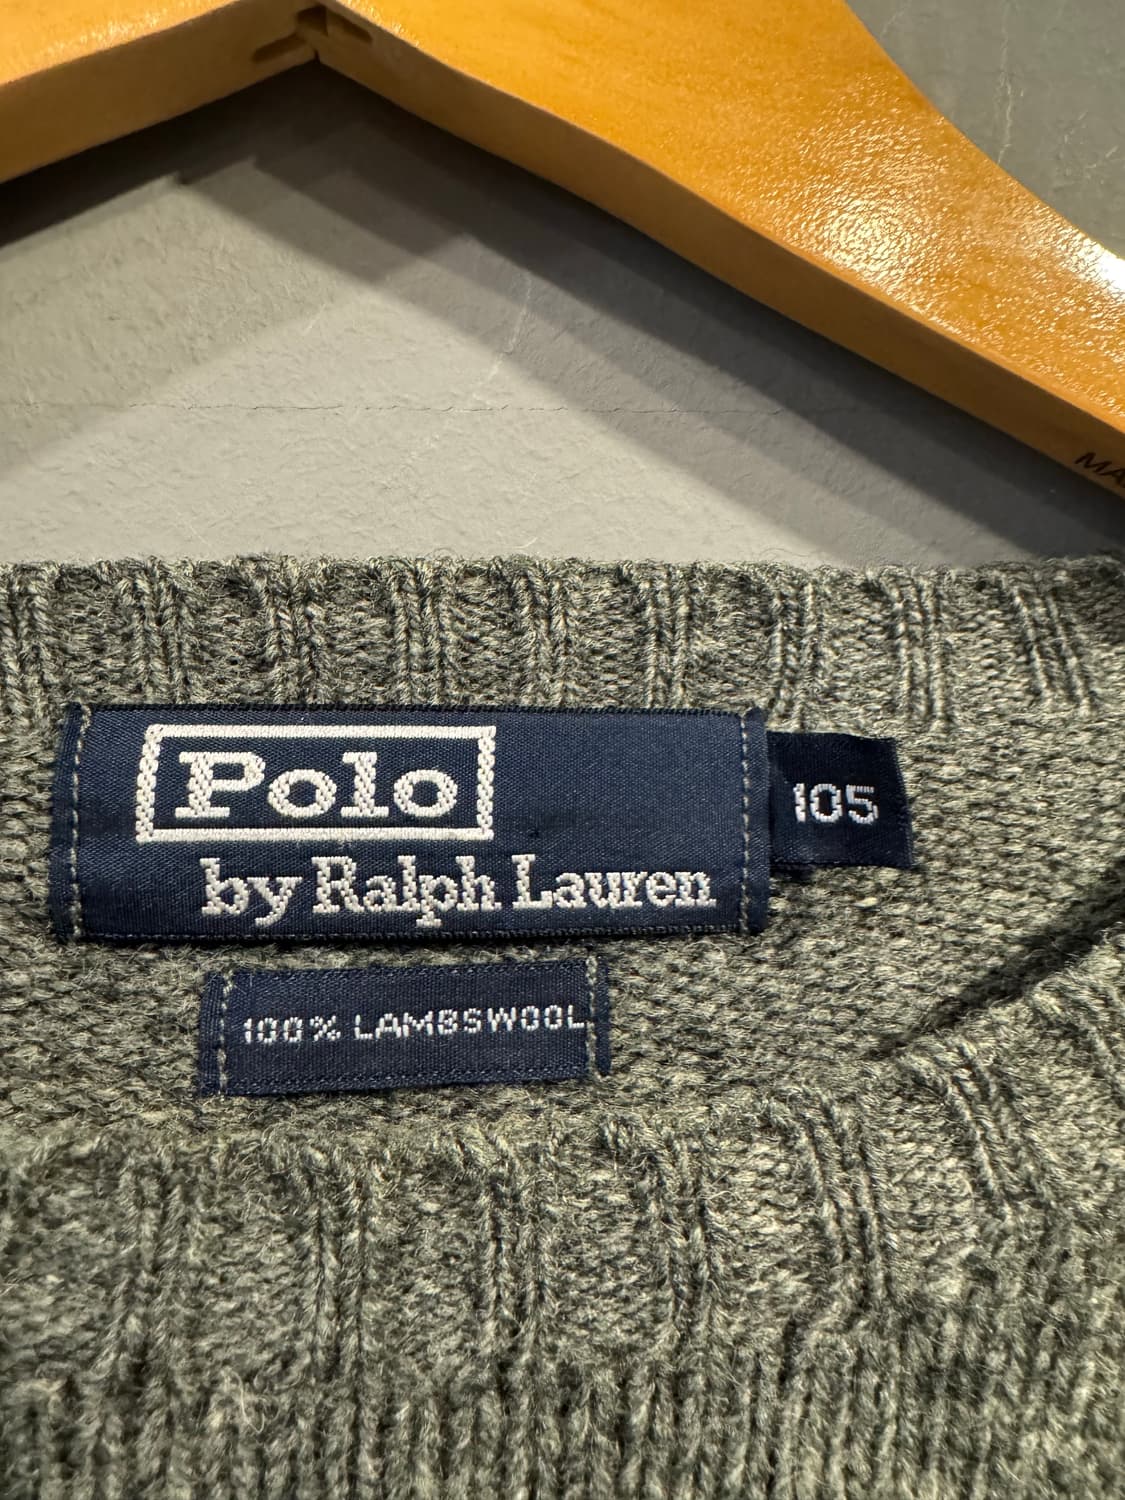 Polo
by Ralph Lauren
105
100% LAMBSWOOL